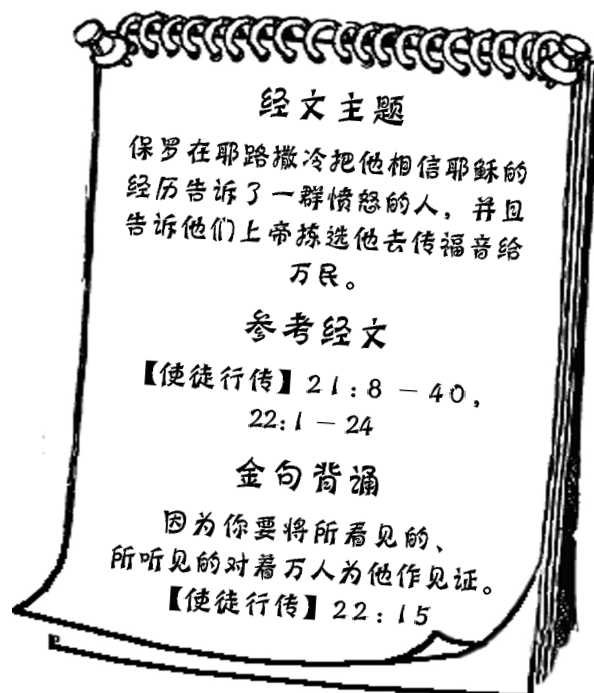 经文主题
保罗在耶路撒冷把他相信耶稣的
经历告诉了一群愤怒的人，并且
告诉他们上帝拣选他去传福音给
万民。
参考经文
【使徒行传】21：8－40，
22：1－24
金句背诵
因为你要将所看见的、
所听见的对着万人为他作见证。
【使徒行传】22：15